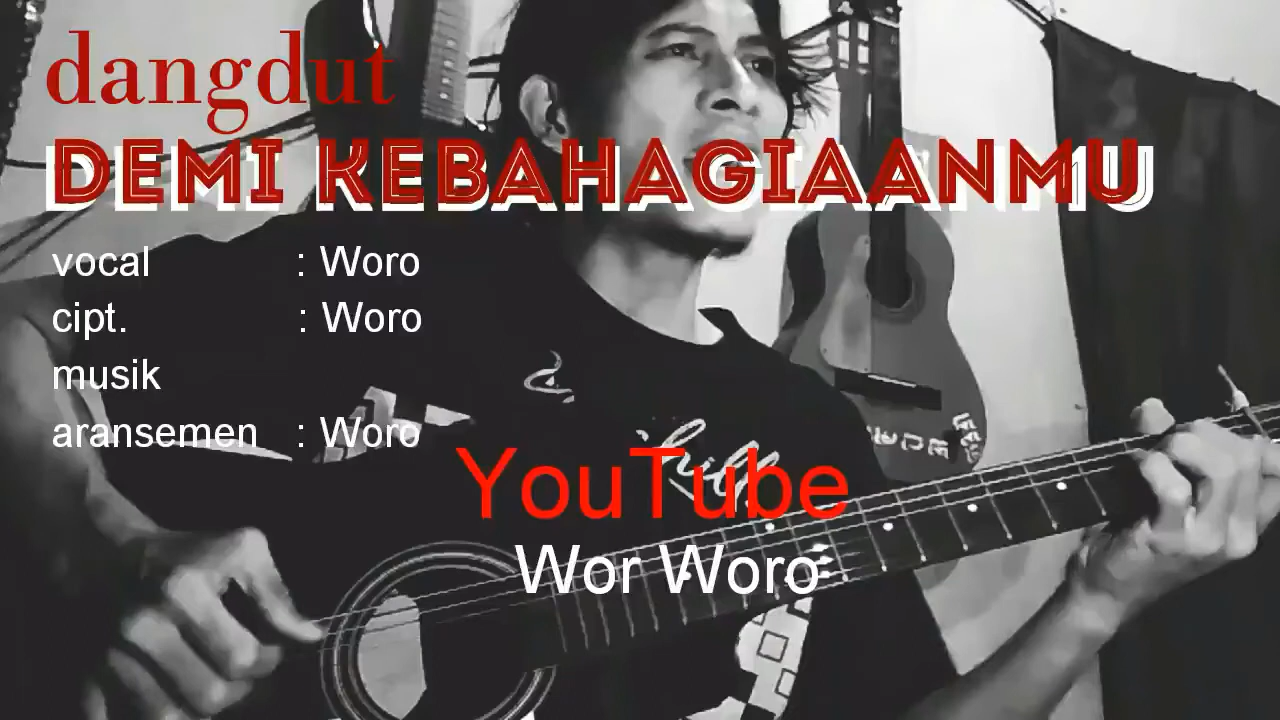 dangdut
DEMI KEBAHAGIAANMU
vocal : Woro
cipt. : Woro
musik
aransemen : Woro
YouTube
Wor Woro